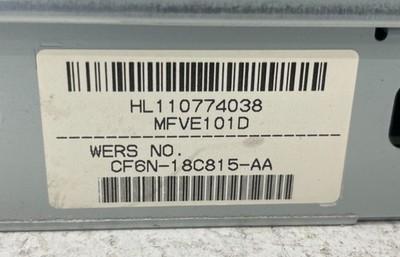 HL110774038
MFVE101D
WERS NO.
CF6N-18C815-AA